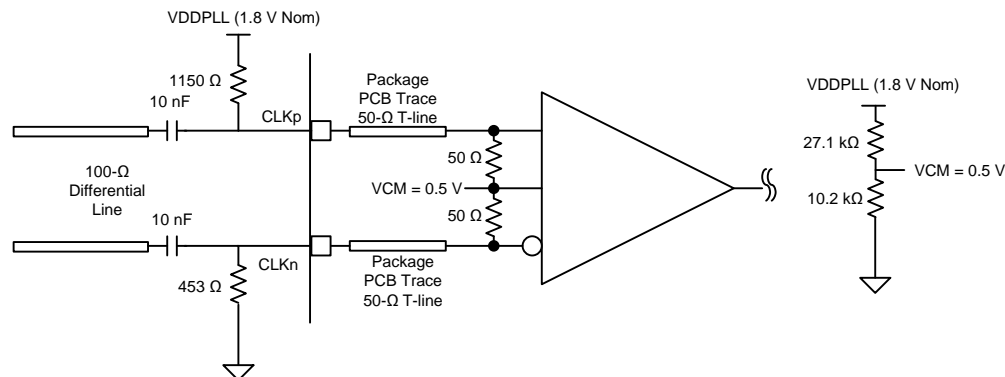 VDDPLL (1.8 V Nom)
1150 Ω
10 nF
CLKp
Package
PCB Trace
50-Ω T-line
100-Ω
Differential
Line
50 Ω
VCM = 0.5 V
50 Ω
10 nF
CLKn
453 Ω
Package
PCB Trace
50-Ω T-line
VDDPLL (1.8 V Nom)
27.1 kΩ
VCM = 0.5 V
10.2 kΩ